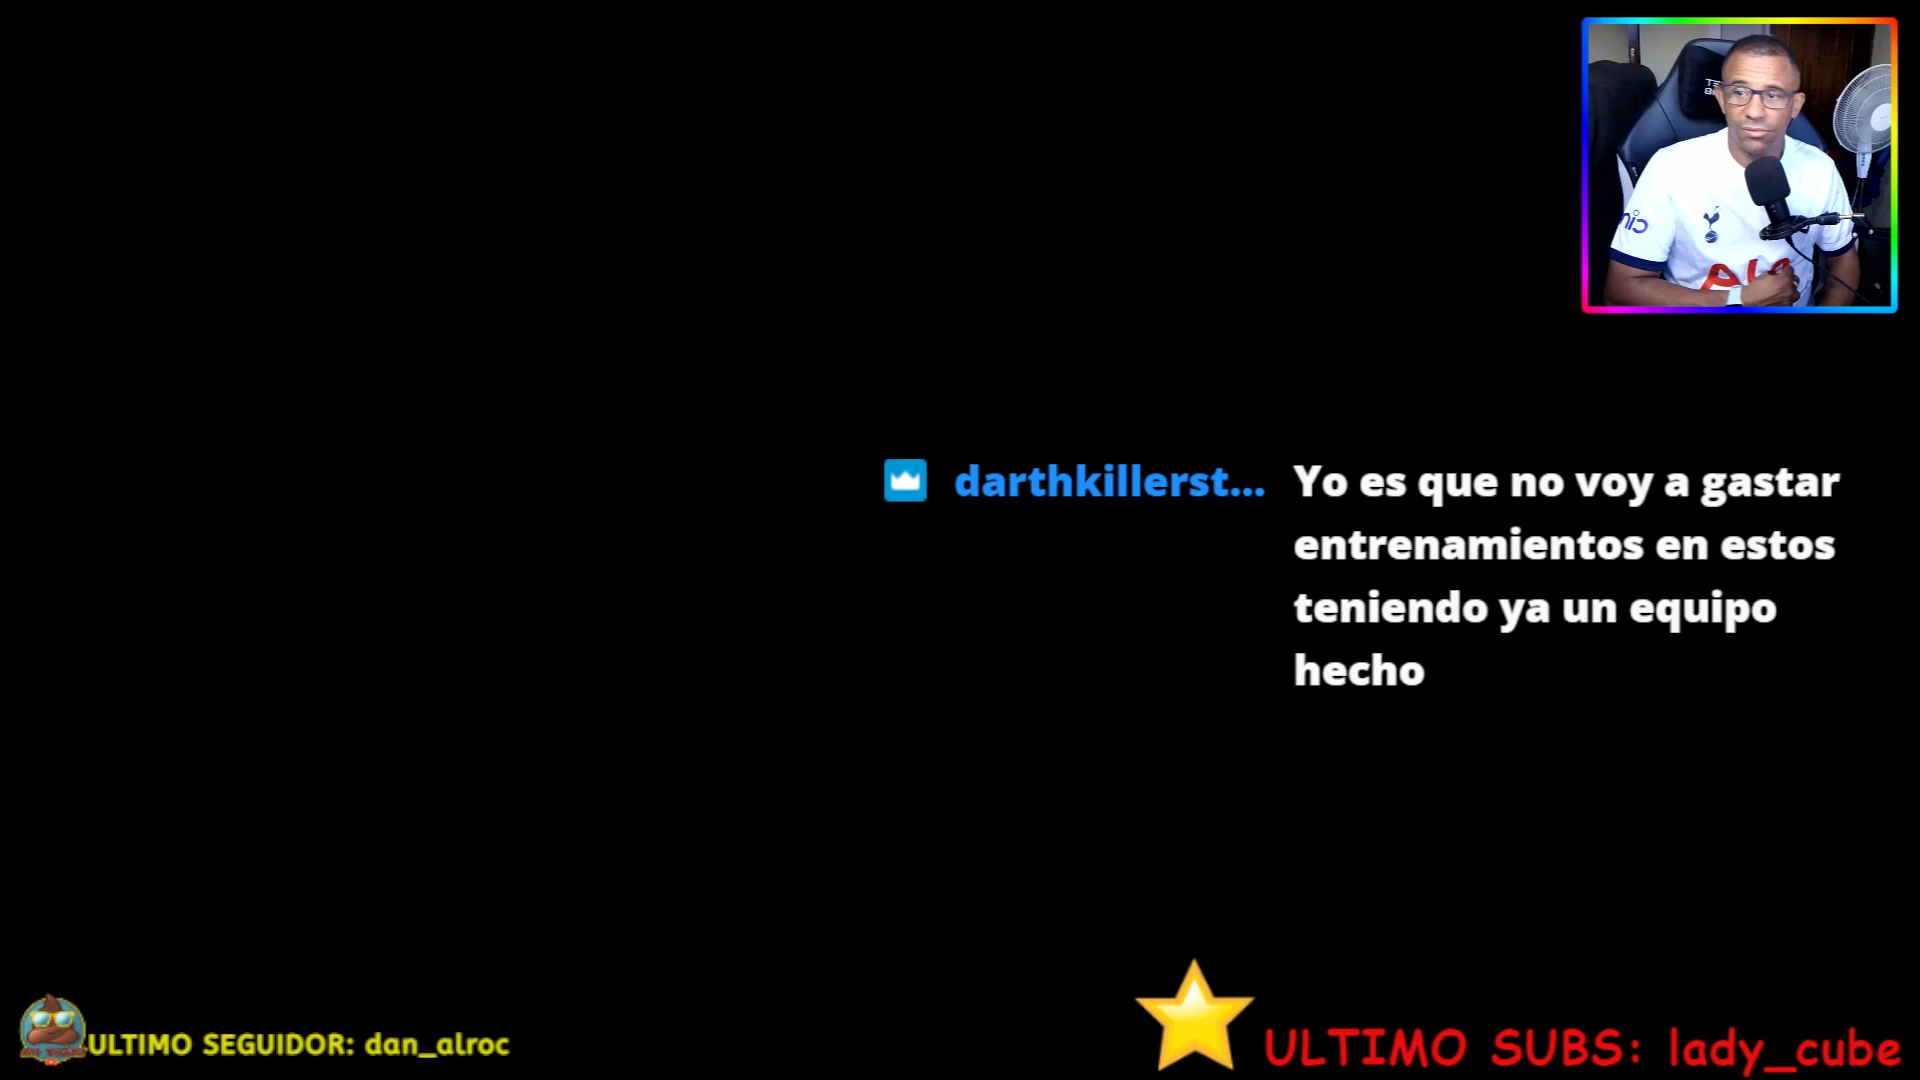 darthkillerst... Yo es que no voy a gastar
entrenamientos en estos
teniendo ya un equipo
hecho
ULTIMO SEGUIDOR: dan_alroc
ULTIMO SUBS: lady_cube